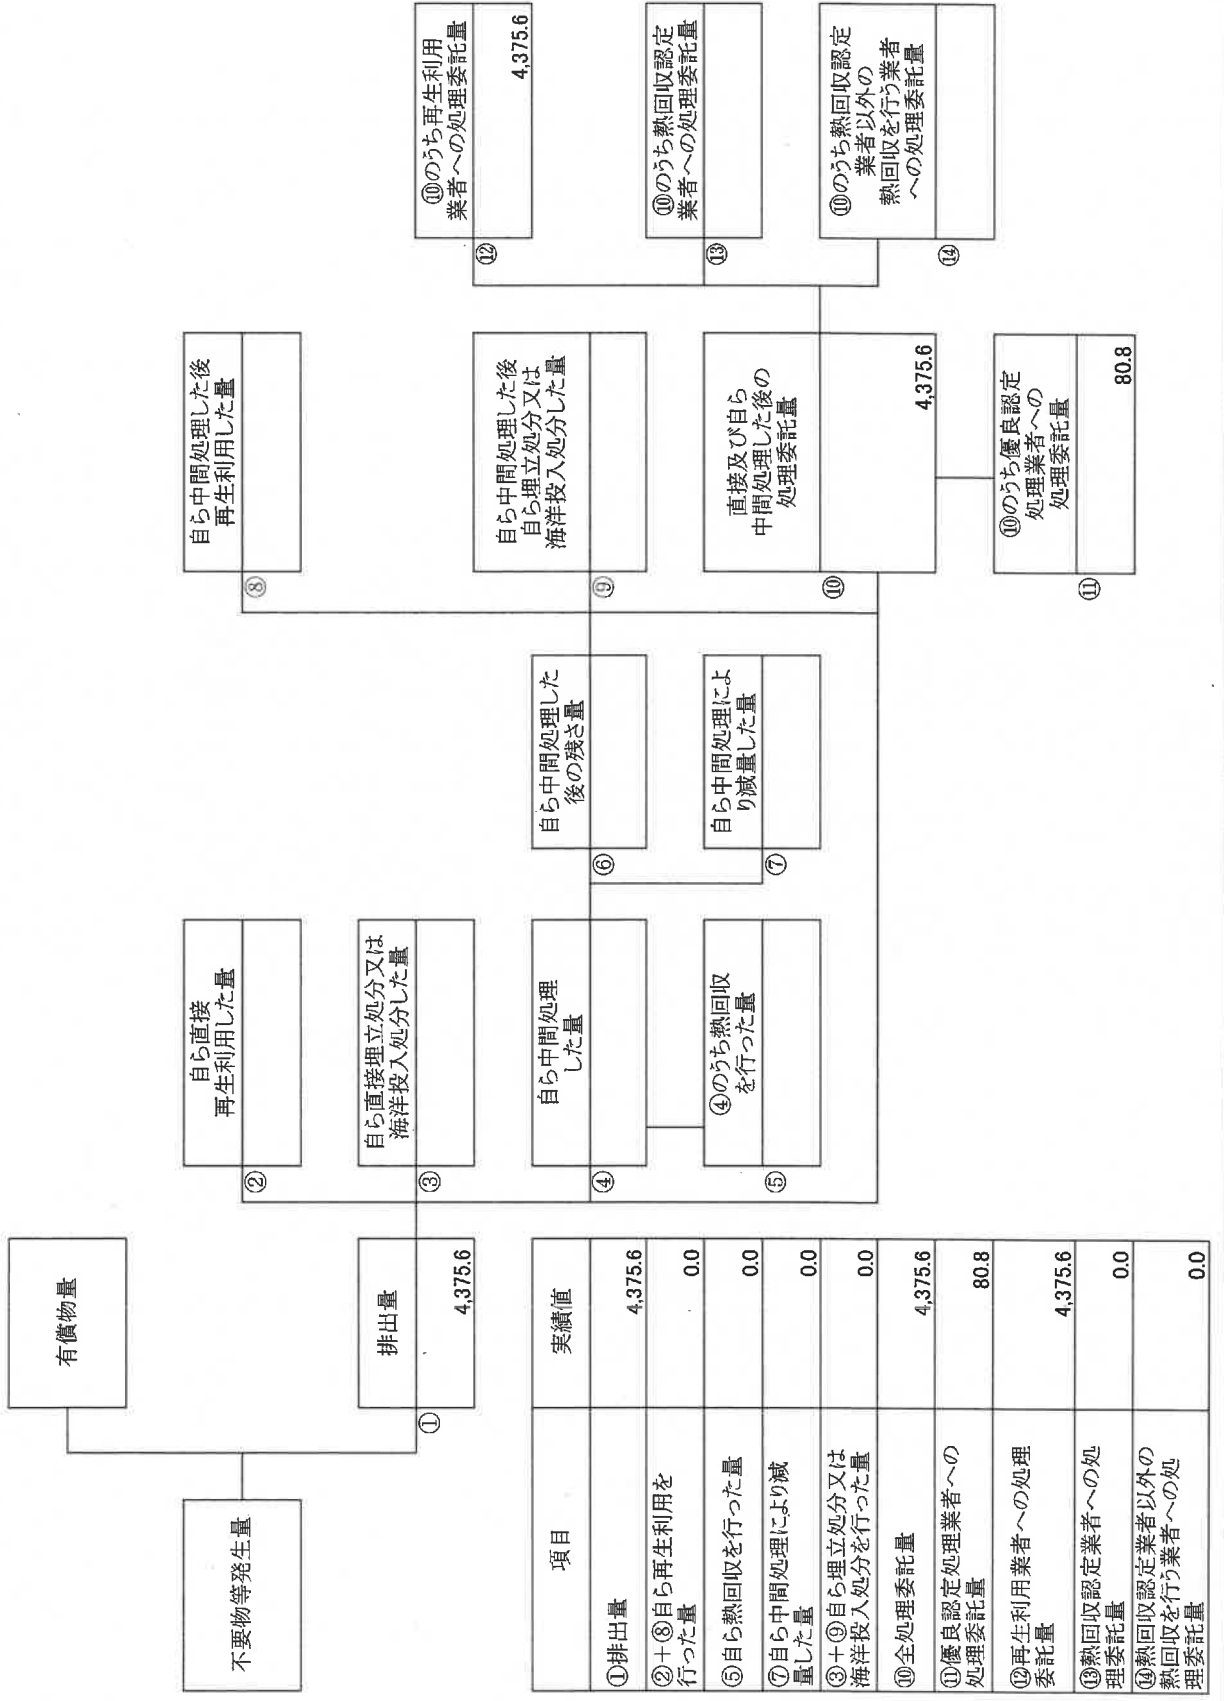 不要物等発生量
有償物量
①
排出量
4,375.6
②
自ら直接
再生利用した量
③
自ら直接埋立処分又は
海洋投入処分した量
④
自ら中間処理
した量
⑤
④のうち熱回収
を行った量
⑥
自ら中間処理した
後の残さ量
⑦
自ら中間処理によ
り減量した量
⑧
自ら中間処理した後
再生利用した量
⑨
自ら中間処理した後
自ら埋立処分又は
海洋投入処分した量
⑩
直接及び自ら
中間処理した後の
処理委託量
4,375.6
⑪
⑩のうち優良認定
処理業者への
処理委託量
80.8
⑫
⑩のうち再生利用
業者への処理委託量
4,375.6
⑬
⑩のうち熱回収認定
業者への処理委託量
⑭
⑩のうち熱回収認定
業者以外の
熱回収を行う業者
への処理委託量
項目
実績値
①排出量
4,375.6
②+⑧自ら再生利用を
行った量
0.0
⑤自ら熱回収を行った量
0.0
⑦自ら中間処理により減
量した量
0.0
③+⑨自ら埋立処分又は
海洋投入処分を行った量
0.0
⑩全処理委託量
4,375.6
⑪優良認定処理業者への
処理委託量
80.8
⑫再生利用業者への処理
委託量
4,375.6
⑬熱回収認定業者への処
理委託量
0.0
⑭熱回収認定業者以外の
熱回収を行う業者への処
理委託量
0.0